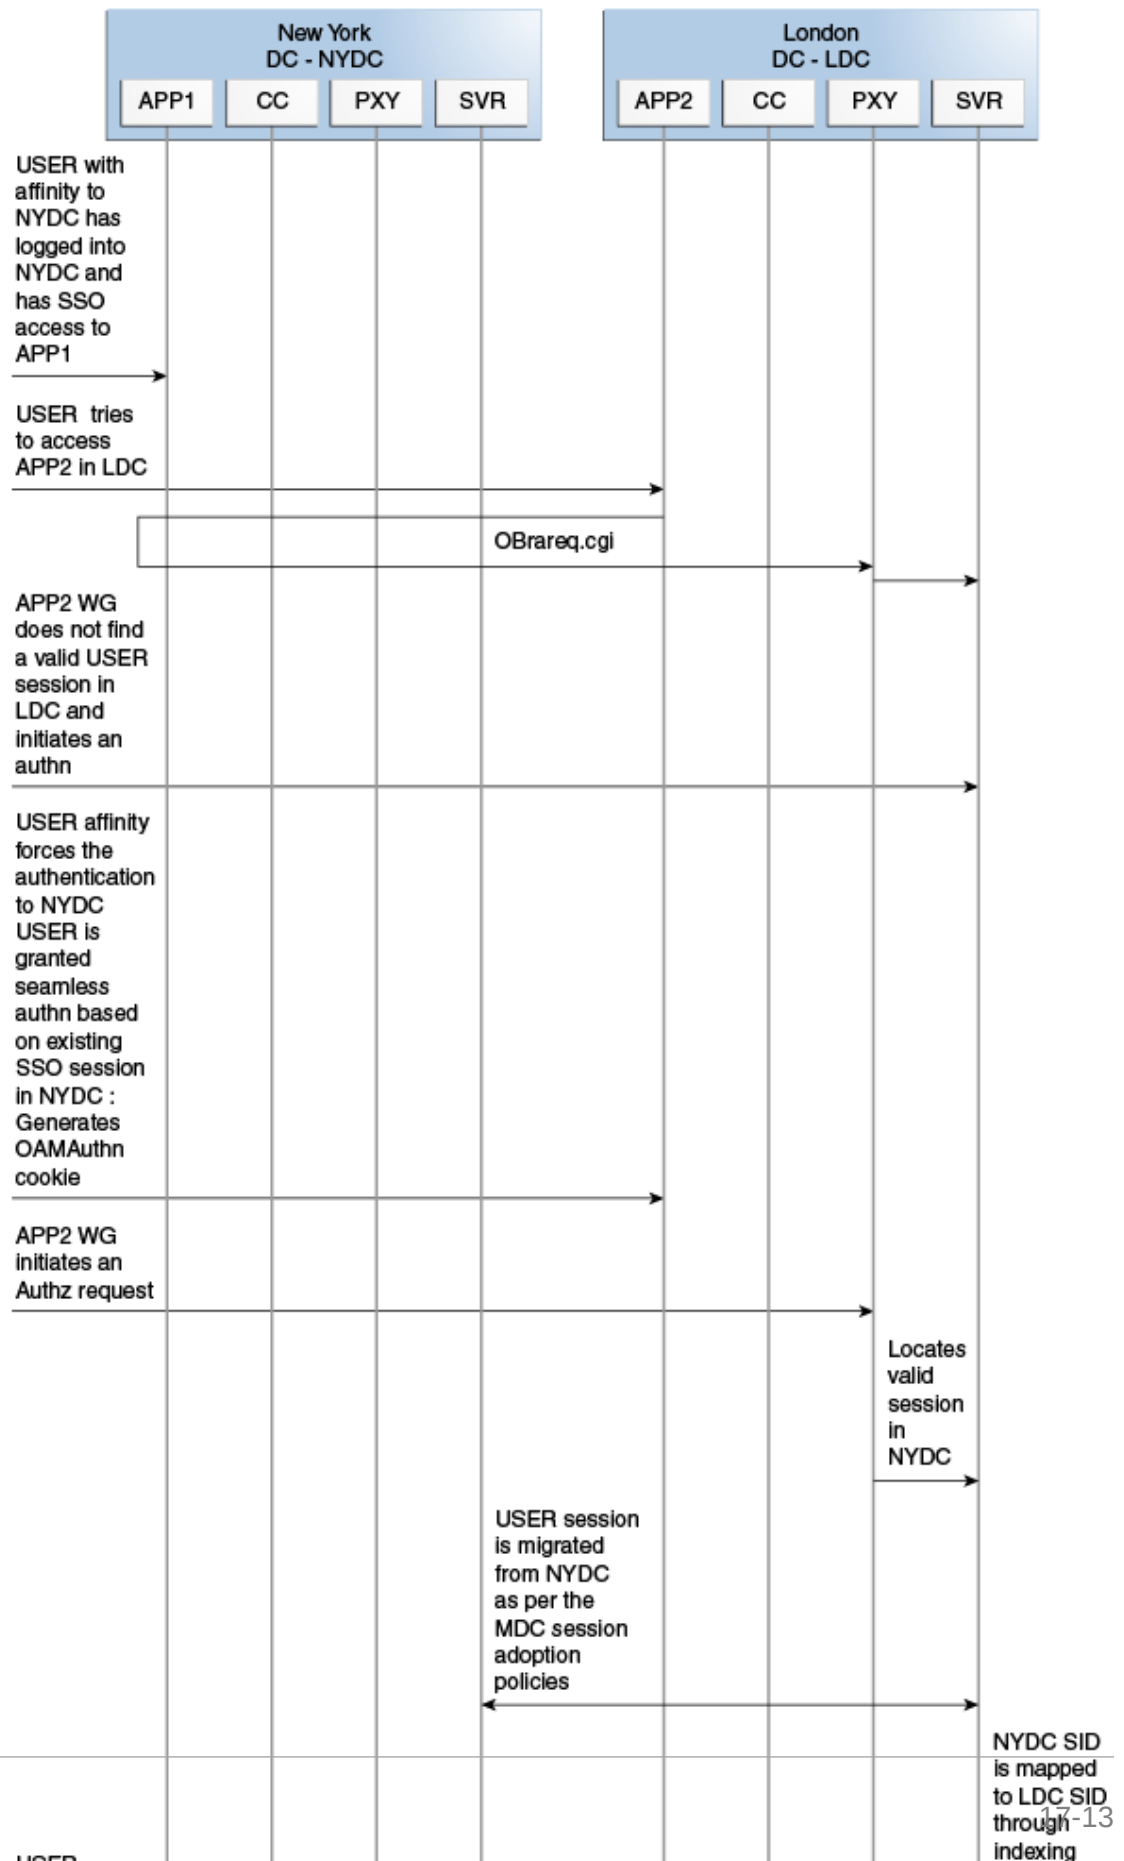 New York
DC - NYDC
London
DC - LDC
APP1
CC
PXY
SVR
APP2
CC
PXY
SVR
USER with
affinity to
NYDC has
logged into
NYDC and
has SSO
access to
APP1
USER tries
to access
APP2 in LDC
OBrareq.cgi
APP2 WG
does not find
a valid USER
session in
LDC and
initiates an
authn
USER affinity
forces the
authentication
to NYDC
USER is
granted
seamless
authn based
on existing
SSO session
in NYDC :
Generates
OAMAuthn
cookie
APP2 WG
initiates an
Authz request
Locates
valid
session
in
NYDC
USER session
is migrated
from NYDC
as per the
MDC session
adoption
policies
NYDC SID
is mapped
to LDC SID
through
indexing
17-13
USER